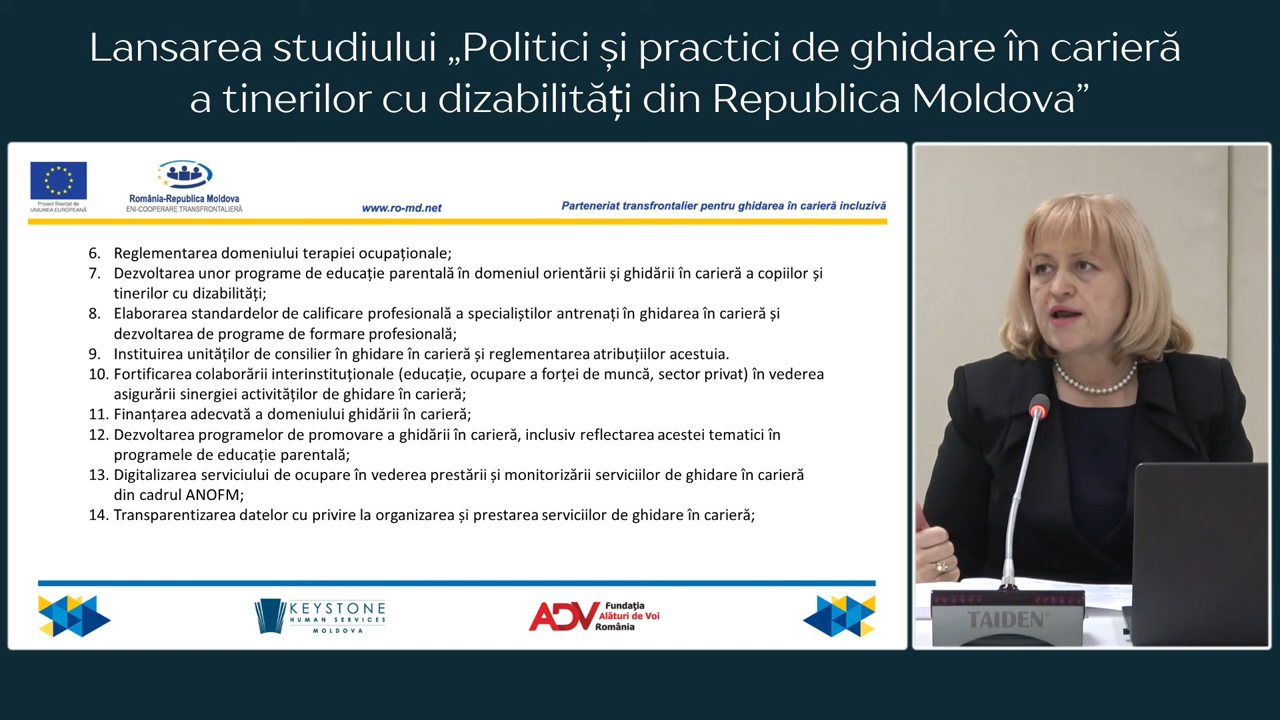 Lansarea studiului „Politici și practici de ghidare în carieră
a tinerilor cu dizabilități din Republica Moldova”
Proiect finanțat de
UNIUNEA EUROPEANĂ
România-Republica Moldova
ENI-COOPERARE TRANSFRONTALIERĂ
www.ro-md.net
Parteneriat transfrontalier pentru ghidarea în carieră incluzivă
6. Reglementarea domeniului terapiei ocupaționale;
7. Dezvoltarea unor programe de educație parentală în domeniul orientării și ghidării în carieră a copiilor și
tinerilor cu dizabilități;
8. Elaborarea standardelor de calificare profesională a specialiștilor antrenați în ghidarea în carieră și
dezvoltarea de programe de formare profesională;
9. Instituirea unităților de consilier în ghidare în carieră și reglementarea atribuțiilor acestuia.
10. Fortificarea colaborării interinstituționale (educație, ocupare a forței de muncă, sector privat) în vederea
asigurării sinergiei activităților de ghidare în carieră;
11. Finanțarea adecvată a domeniului ghidării în carieră;
12. Dezvoltarea programelor de promovare a ghidării în carieră, inclusiv reflectarea acestei tematici în
programele de educație parentală;
13. Digitalizarea serviciului de ocupare în vederea prestării și monitorizării serviciilor de ghidare în carieră
din cadrul ANOFM;
14. Transparentizarea datelor cu privire la organizarea și prestarea serviciilor de ghidare în carieră;
KEYSTONE
HUMAN SERVICES
MOLDOVA
ADV
Fundația
Alături de Voi
România
TAIDEN